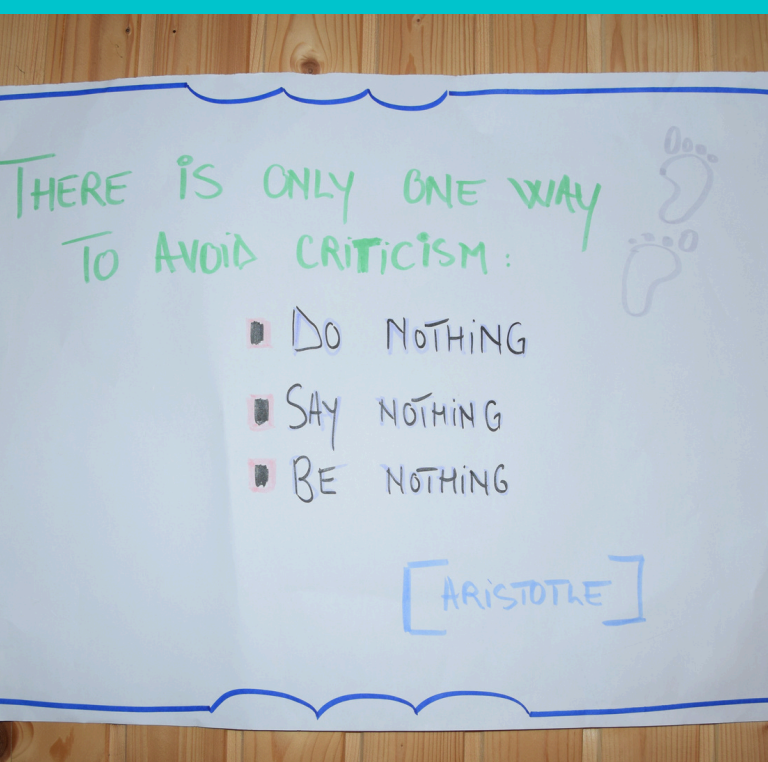 THERE IS ONLY ONE WAY
TO AVOID CRITICISM:
DO NOTHING
SAY NOTHING
BE NOTHING
[ARISTOTLE]